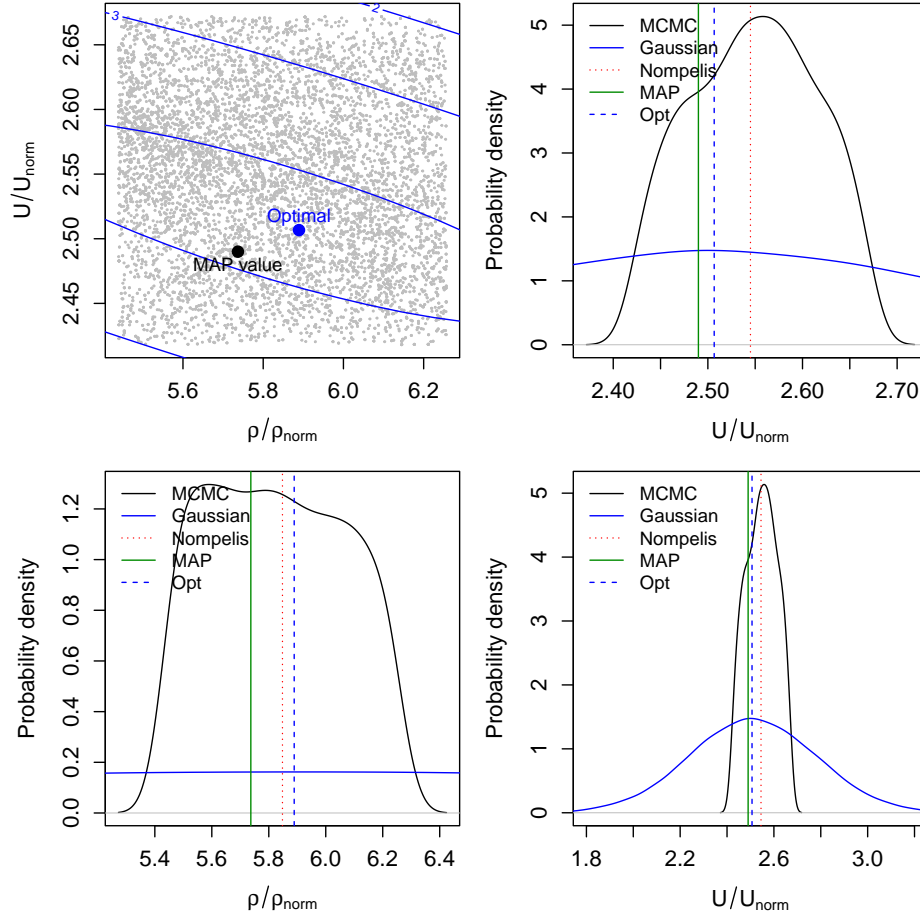 2.45 2.50 2.55 2.60 2.65
U/U_norm
3
2
Optimal
MAP value
5.6 5.8 6.0 6.2
ρ/ρ_norm
0 1 2 3 4 5
Probability density
MCMC
Gaussian
Nompelis
MAP
Opt
2.40 2.50 2.60 2.70
U/U_norm
0.0 0.2 0.4 0.6 0.8 1.0 1.2
Probability density
MCMC
Gaussian
Nompelis
MAP
Opt
5.4 5.6 5.8 6.0 6.2 6.4
ρ/ρ_norm
0 1 2 3 4 5
Probability density
MCMC
Gaussian
Nompelis
MAP
Opt
1.8 2.2 2.6 3.0
U/U_norm